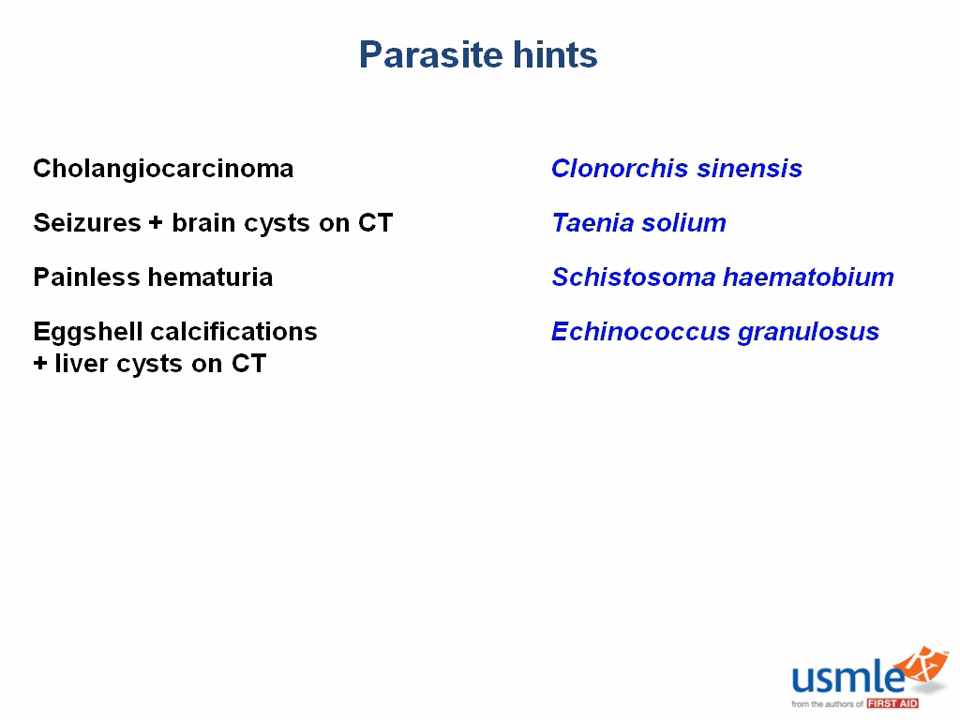 Parasite hints
Cholangiocarcinoma Clonorchis sinensis
Seizures + brain cysts on CT Taenia solium
Painless hematuria Schistosoma haematobium
Eggshell calcifications Echinococcus granulosus
+ liver cysts on CT
usmle Rx™
from the authors of FIRST AID